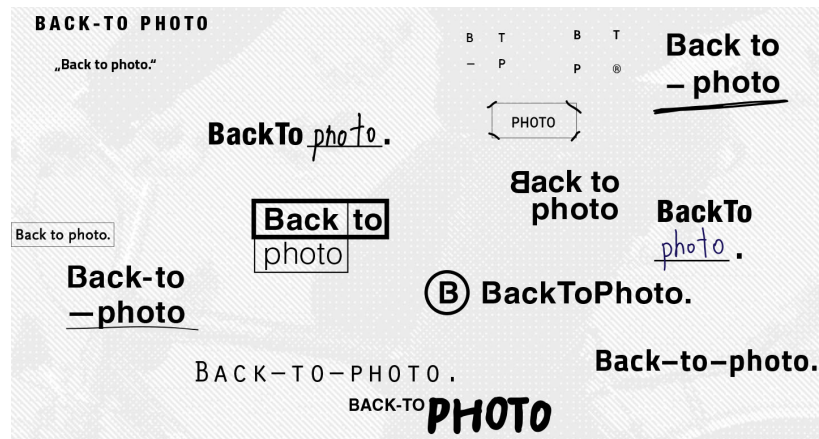 BACK-TO PHOTO
„Back to photo.“
B T
– P
B T
P ®
Back to
– photo
PHOTO
BackTo photo.
Back to
photo
Back to
photo
BackTo
photo.
Back to photo.
Back-to
–photo
B BackToPhoto.
Back–to–photo.
BACK–TO–PHOTO.
BACK-TO PHOTO